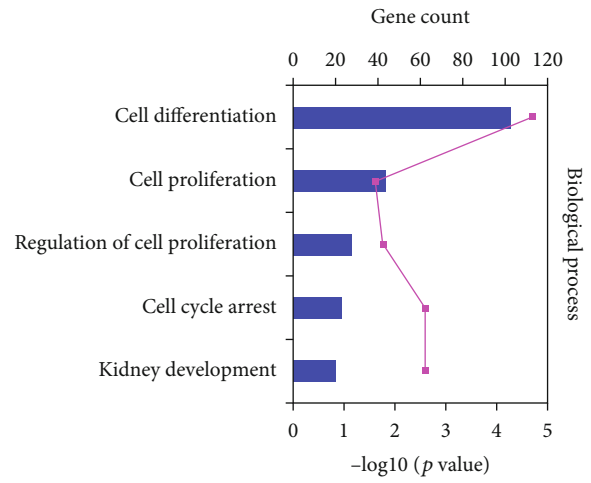 Gene count
0 20 40 60 80 100 120
Cell differentiation
Cell proliferation
Regulation of cell proliferation
Cell cycle arrest
Kidney development
Biological process
0 1 2 3 4 5
–log10 (p value)